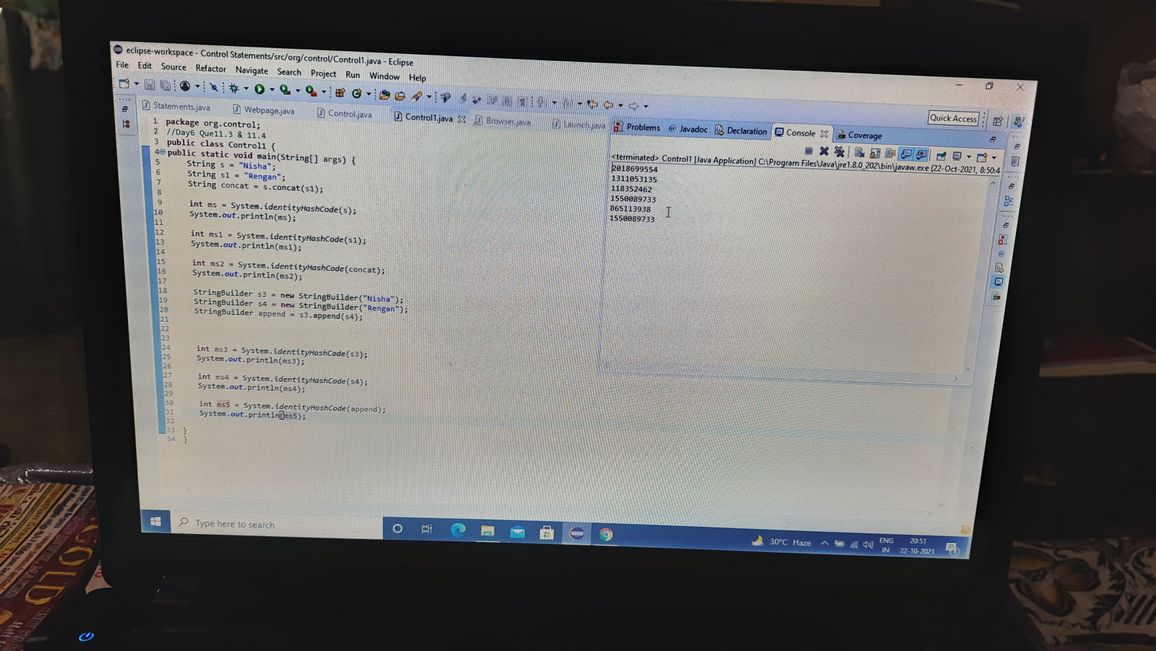 eclipse-workspace - Control Statements/src/org/control/Control1.java - Eclipse
File Edit Source Refactor Navigate Search Project Run Window Help
Quick Access
Statements.java Webpage.java Control.java Control1.java Browser.java Launch.java
Problems @ Javadoc Declaration Console Coverage
<terminated> Control1 [Java Application] C:\Program Files\Java\jre1.8.0_202\bin\javaw.exe (22-Oct-2021, 8:50:4
2018699554
1311053135
118352462
1550089733
865113938
1550089733
1 package org.control;
2 //Day6 Que11.3 & 11.4
3 public class Control1 {
4 public static void main(String[] args) {
5 String s = "Nisha";
6 String s1 = "Rengan";
7 String concat = s.concat(s1);
8
9 int ms = System.identityHashCode(s);
10 System.out.println(ms);
11
12 int ms1 = System.identityHashCode(s1);
13 System.out.println(ms1);
14
15 int ms2 = System.identityHashCode(concat);
16 System.out.println(ms2);
17
18 StringBuilder s3 = new StringBuilder("Nisha");
19 StringBuilder s4 = new StringBuilder("Rengan");
20 StringBuilder append = s3.append(s4);
21
22
23
24 int ms3 = System.identityHashCode(s3);
25 System.out.println(ms3);
26
27 int ms4 = System.identityHashCode(s4);
28 System.out.println(ms4);
29
30 int ms5 = System.identityHashCode(append);
31 System.out.println(ms5);
32
33 }
34 }
Type here to search
30°C Haze
ENG
IN
20:51
22-10-2021
GOLD